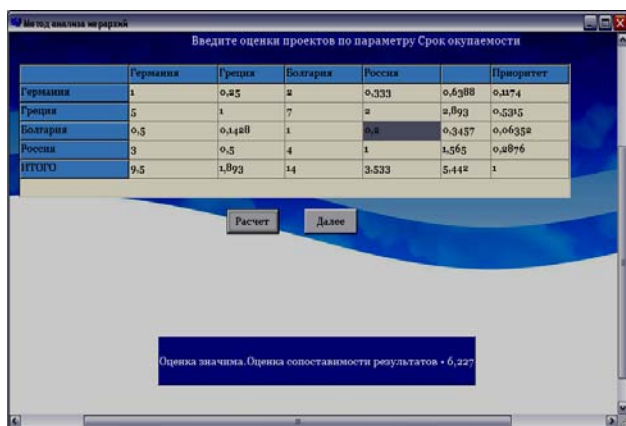 Метод анализа иерархий
Введите оценки проектов по параметру Срок окупаемости
Германия Греция Болгария Россия Приоритет
Германия 1 0,25 2 0,333 0,6388 0,1174
Греция 5 1 7 2 2,893 0,5315
Болгария 0,5 0,1428 1 0,2 0,3457 0,06352
Россия 3 0,5 4 1 1,565 0,2876
ИТОГО 9,5 1,893 14 3,533 5,442 1
Расчет Далее
Оценка значима.Оценка сопоставимости результатов - 6,227